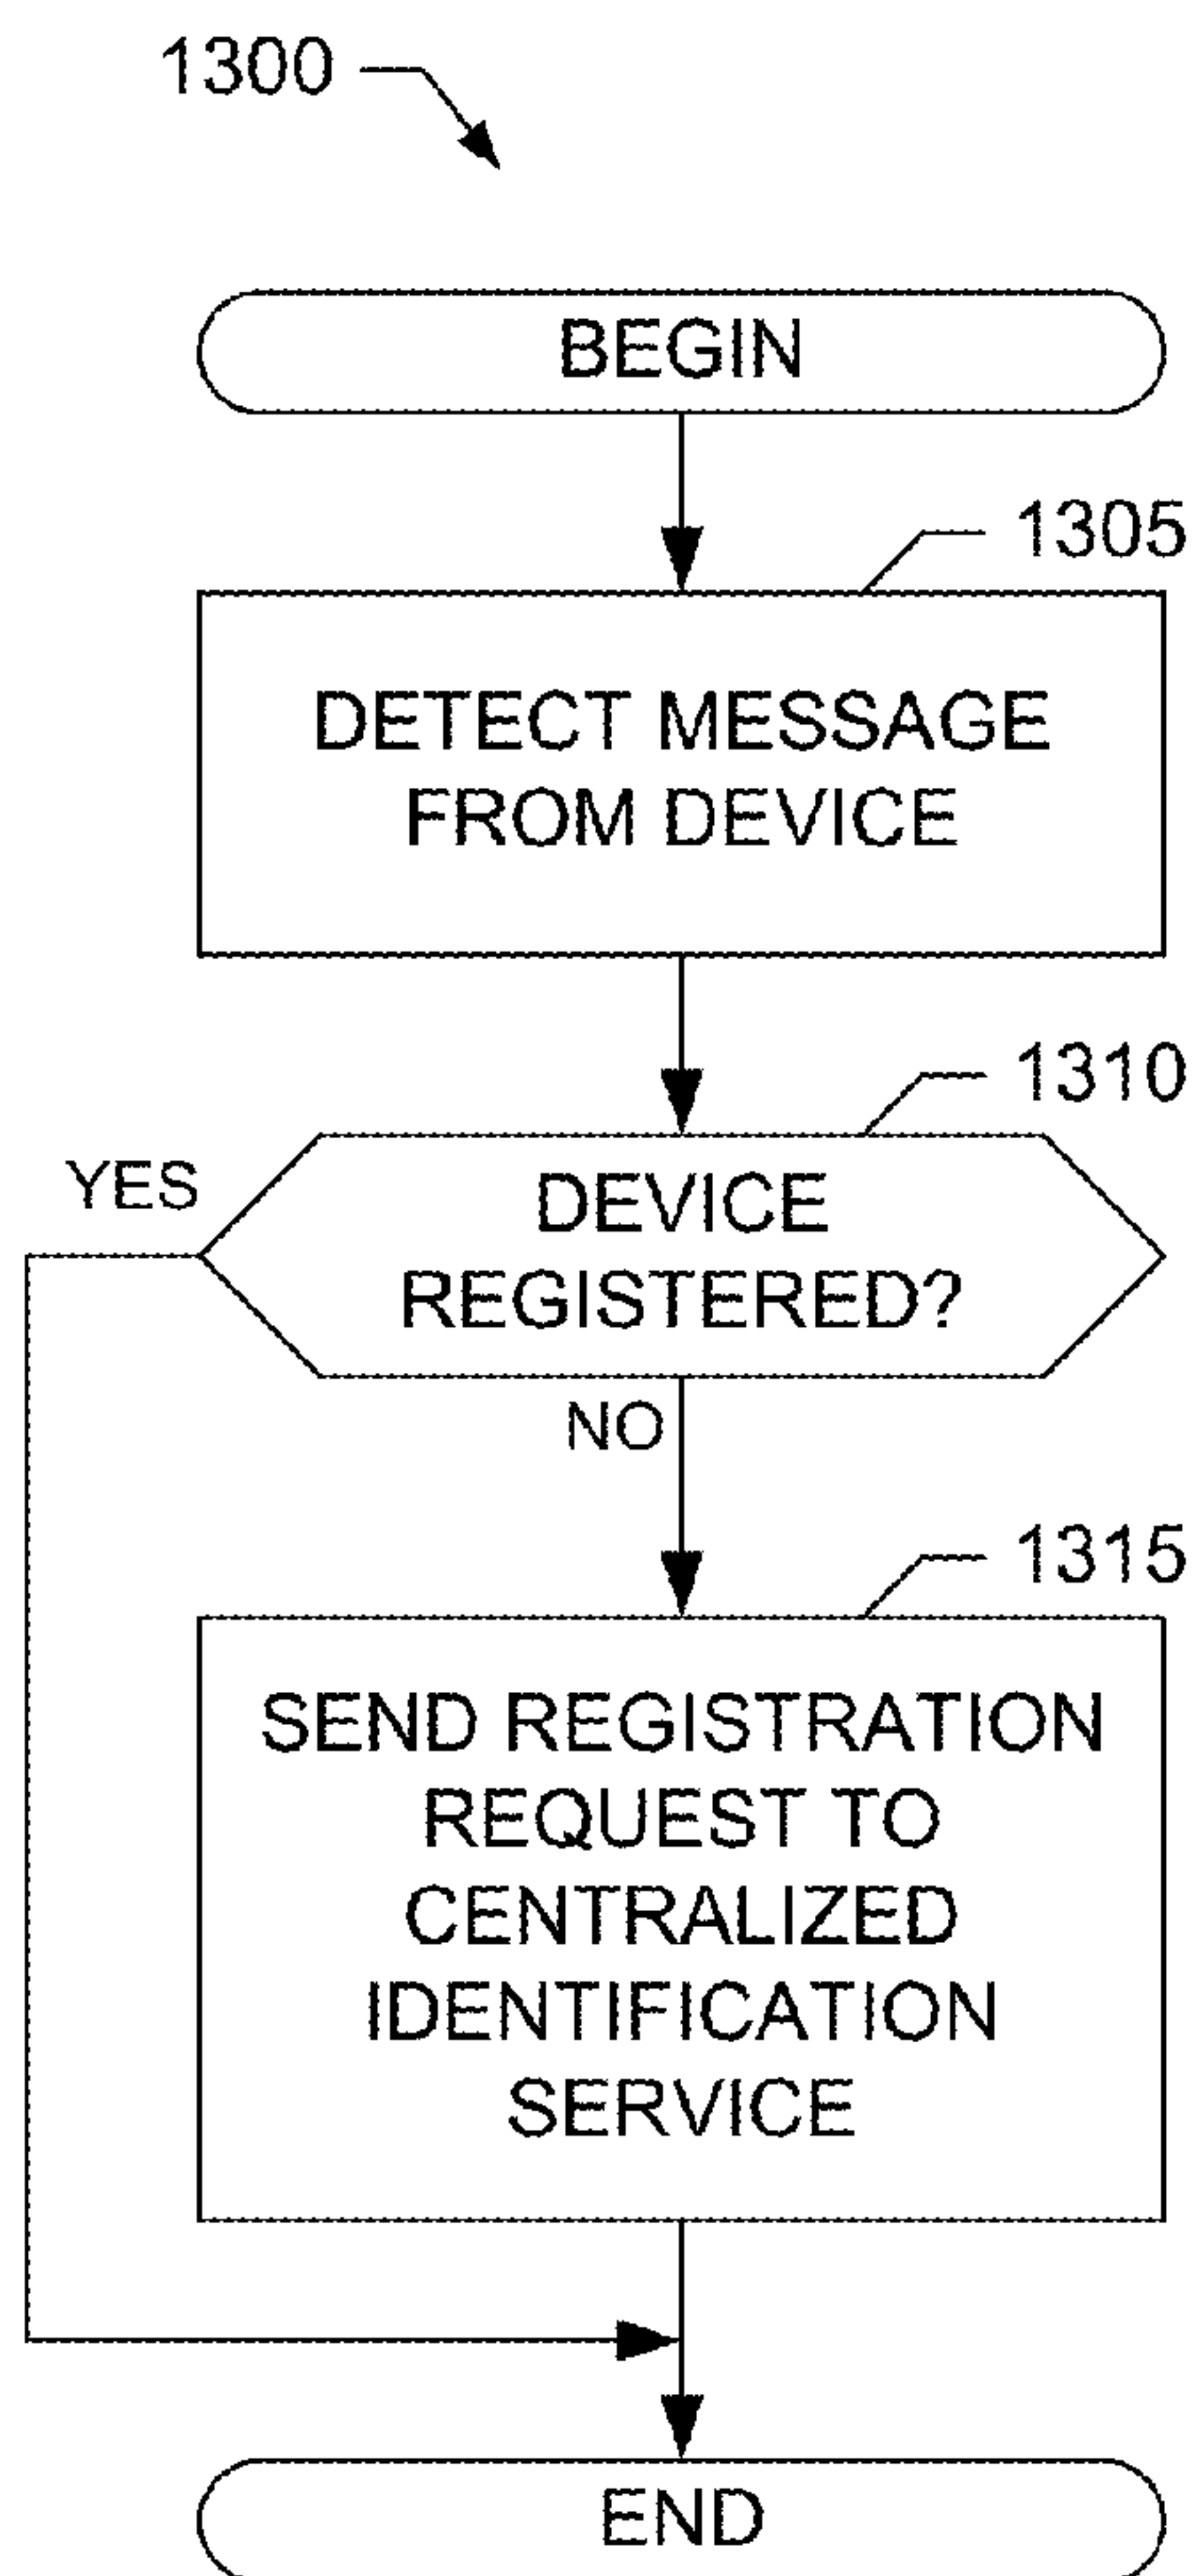 1300
BEGIN
1305
DETECT MESSAGE
FROM DEVICE
1310
YES
DEVICE
REGISTERED?
NO
1315
SEND REGISTRATION
REQUEST TO
CENTRALIZED
IDENTIFICATION
SERVICE
END